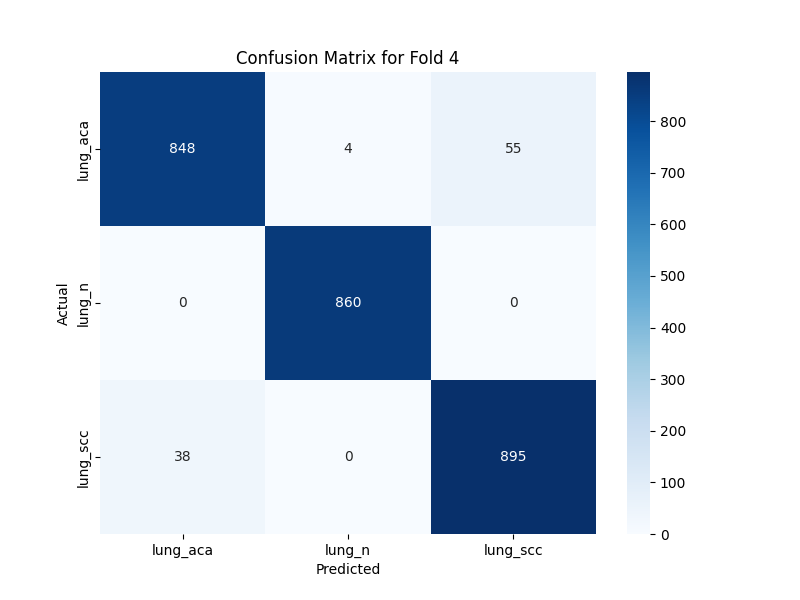 Confusion Matrix for Fold 4
Actual
lung_aca
848
4
55
lung_n
0
860
0
lung_scc
38
0
895
lung_aca
lung_n
lung_scc
Predicted
800
700
600
500
400
300
200
100
0